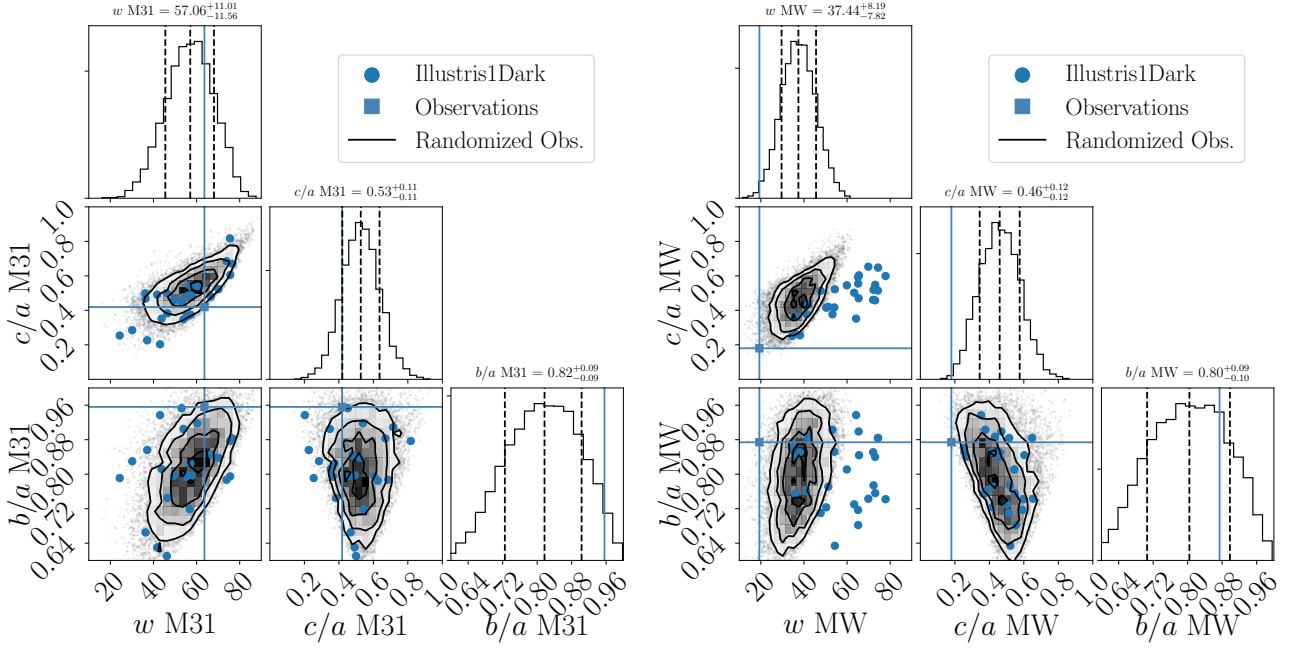 w M31 = 57.06+11.01−11.56
Illustris1Dark
Observations
Randomized Obs.
c/a M31 = 0.53+0.11−0.11
1.0
0.8
0.6
0.4
0.2
c/a M31
b/a M31 = 0.82+0.09−0.09
0.96
0.88
0.80
0.72
0.64
b/a M31
20 40 60 80
w M31
0.2 0.4 0.6 0.8 1.0
c/a M31
0.64 0.72 0.80 0.88 0.96
b/a M31
w MW = 37.44+8.19−7.82
Illustris1Dark
Observations
Randomized Obs.
c/a MW = 0.46+0.12−0.12
1.0
0.8
0.6
0.4
0.2
c/a MW
b/a MW = 0.80+0.09−0.10
0.96
0.88
0.80
0.72
0.64
b/a MW
20 40 60 80
w MW
0.2 0.4 0.6 0.8 1.0
c/a MW
0.64 0.72 0.80 0.88 0.96
b/a MW